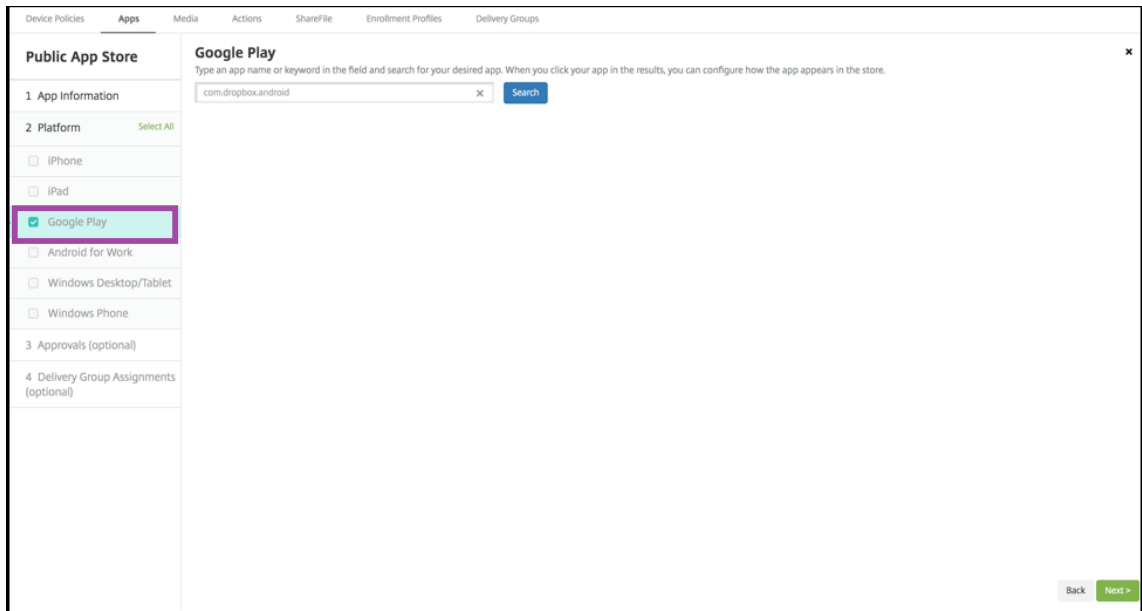 Device Policies Apps Media Actions ShareFile Enrollment Profiles Delivery Groups
Public App Store
1 App Information
2 Platform Select All
iPhone
iPad
Google Play
Android for Work
Windows Desktop/Tablet
Windows Phone
3 Approvals (optional)
4 Delivery Group Assignments
(optional)
Google Play
Type an app name or keyword in the field and search for your desired app. When you click your app in the results, you can configure how the app appears in the store.
com.dropbox.android × Search
Back Next >